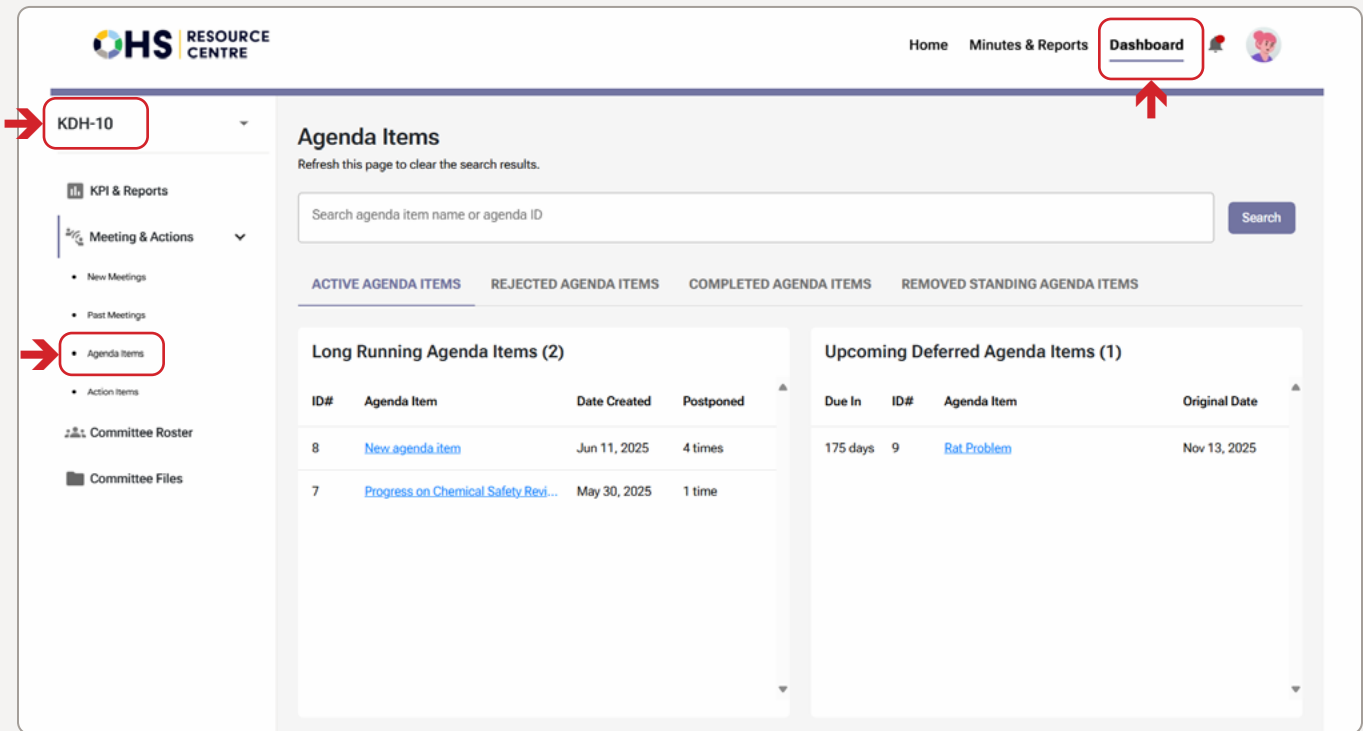 OHS RESOURCE CENTRE
Home Minutes & Reports Dashboard
KDH-10
KPI & Reports
Meeting & Actions
New Meetings
Past Meetings
Agenda Items
Action Items
Committee Roster
Committee Files
Agenda Items
Refresh this page to clear the search results.
Search agenda item name or agenda ID
Search
ACTIVE AGENDA ITEMS REJECTED AGENDA ITEMS COMPLETED AGENDA ITEMS REMOVED STANDING AGENDA ITEMS
Long Running Agenda Items (2)
ID# Agenda Item Date Created Postponed
8 New agenda item Jun 11, 2025 4 times
7 Progress on Chemical Safety Revi... May 30, 2025 1 time
Upcoming Deferred Agenda Items (1)
Due In ID# Agenda Item Original Date
175 days 9 Rat Problem Nov 13, 2025